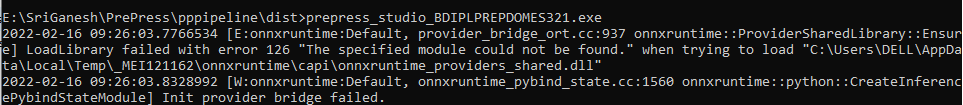 E:\SriGanesh\PrePress\pppipeline\dist>prepress_studio_BDIPLPREPDOMES321.exe
2022-02-16 09:26:03.7766534 [E:onnxruntime:Default, provider_bridge_ort.cc:937 onnxruntime::ProviderSharedLibrary::Ensur
e] LoadLibrary failed with error 126 "The specified module could not be found." when trying to load "C:\Users\DELL\AppDa
ta\Local\Temp\_MEI121162\onnxruntime\capi\onnxruntime_providers_shared.dll"
2022-02-16 09:26:03.8328992 [W:onnxruntime:Default, onnxruntime_pybind_state.cc:1560 onnxruntime::python::CreateInferenc
ePybindStateModule] Init provider bridge failed.